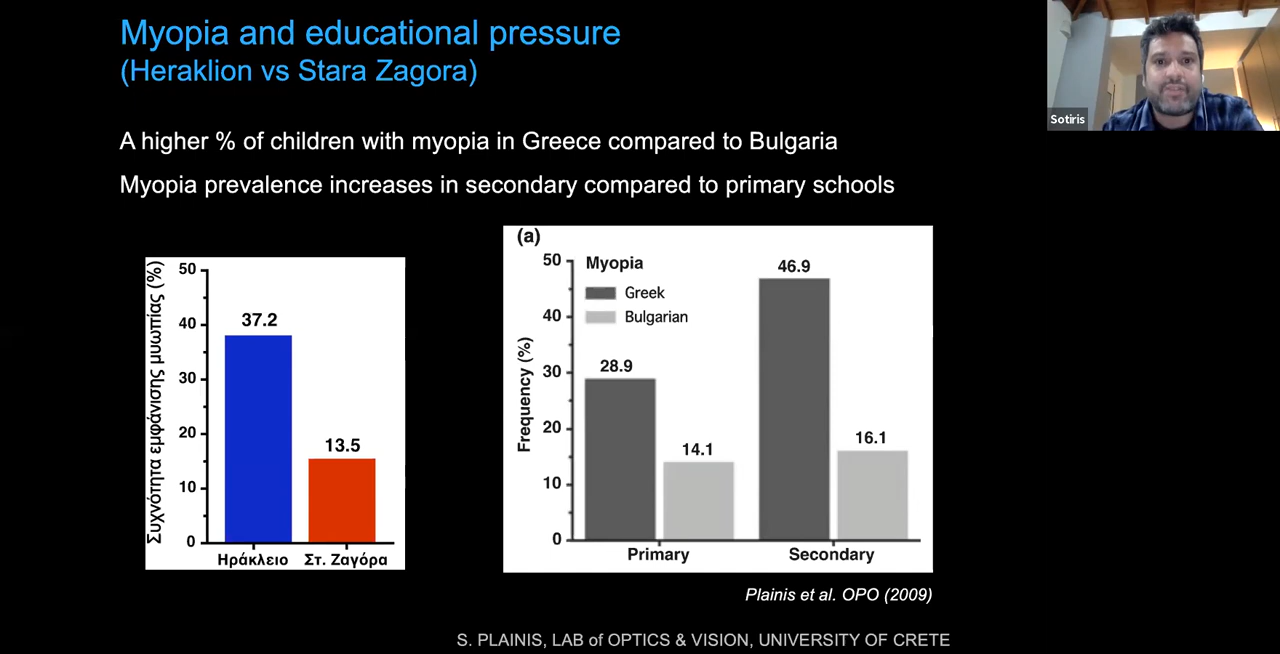 Myopia and educational pressure
(Heraklion vs Stara Zagora)
Sotiris
A higher % of children with myopia in Greece compared to Bulgaria
Myopia prevalence increases in secondary compared to primary schools
Συχνότητα εμφάνισης μυωπίας (%)
50
40
30
20
10
0
37.2
13.5
Ηράκλειο Στ. Ζαγόρα
(a)
Myopia
Greek
Bulgarian
Frequency (%)
50
40
30
20
10
0
28.9
14.1
46.9
16.1
Primary Secondary
Plainis et al. OPO (2009)
S. PLAINIS, LAB of OPTICS & VISION, UNIVERSITY OF CRETE